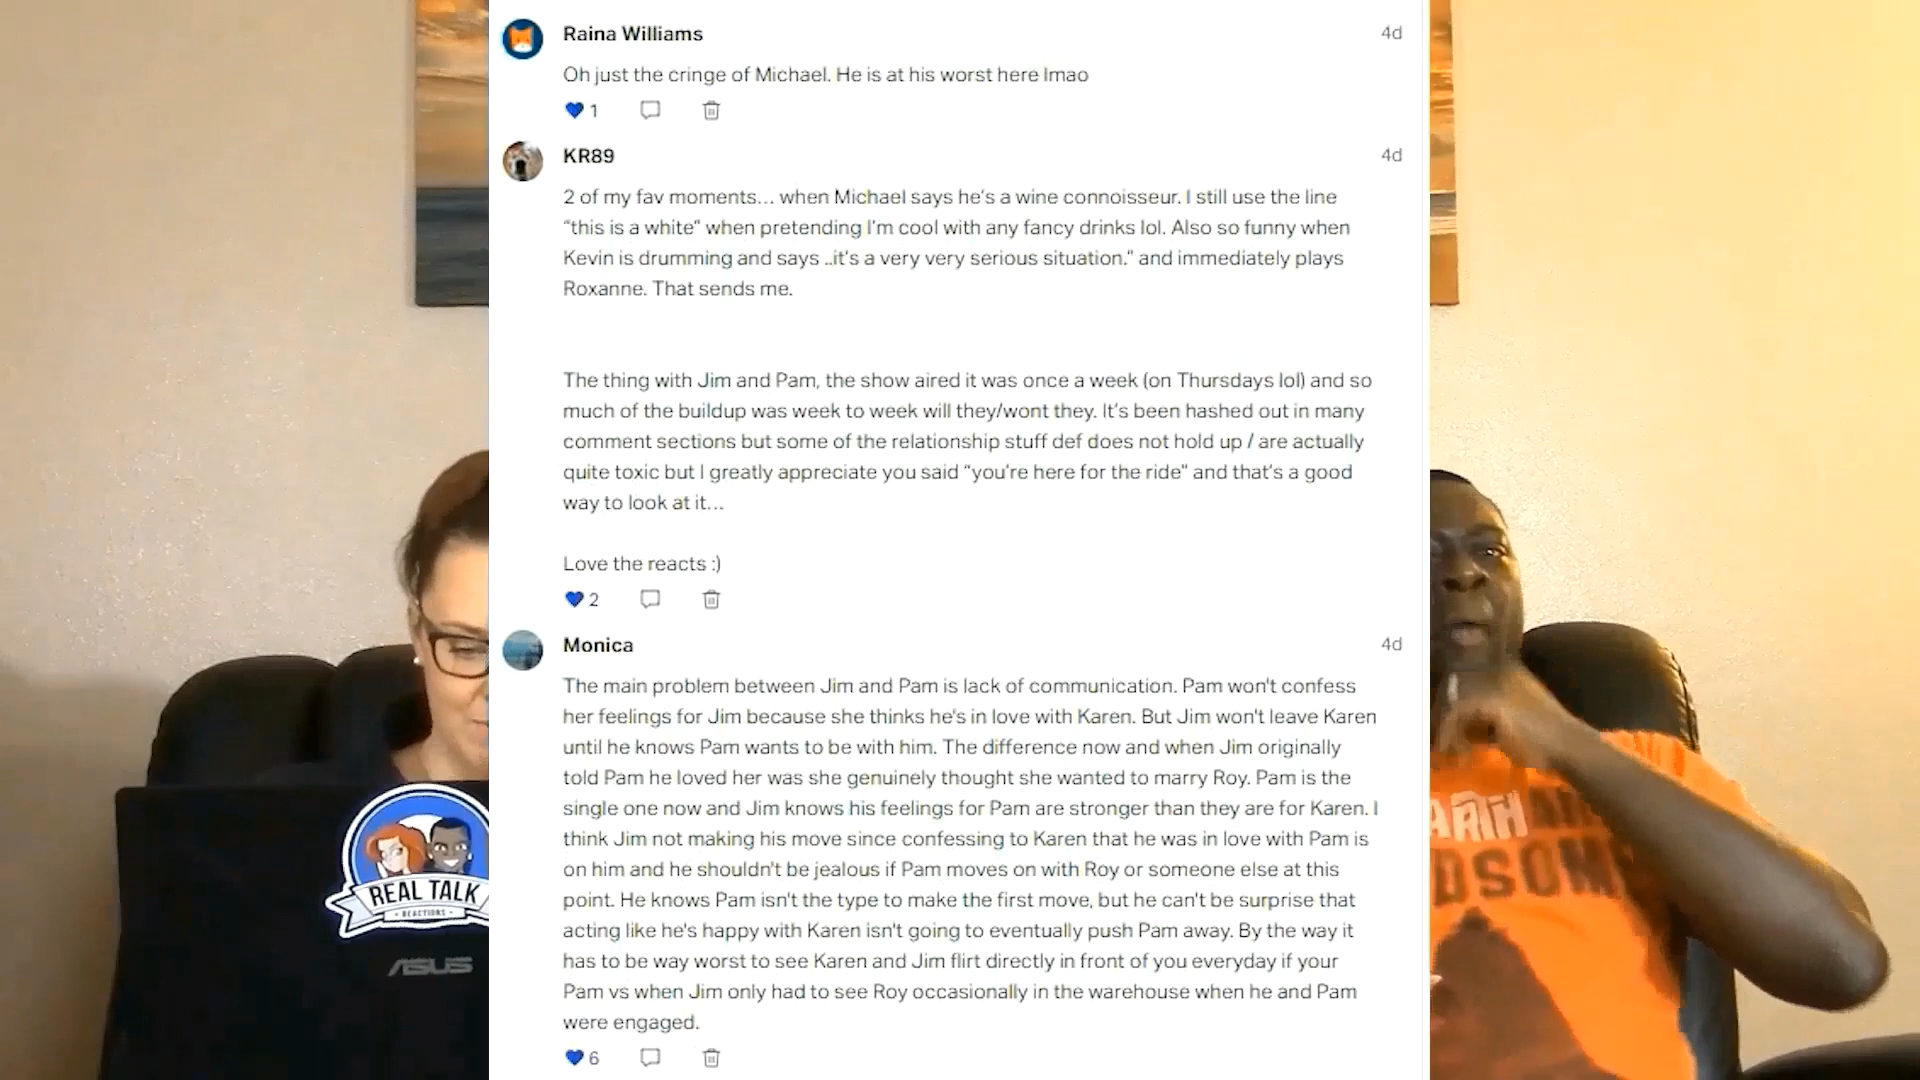 Raina Williams
4d
Oh just the cringe of Michael. He is at his worst here lmao
1
KR89
4d
2 of my fav moments... when Michael says he's a wine connoisseur. I still use the line
"this is a white" when pretending I'm cool with any fancy drinks lol. Also so funny when
Kevin is drumming and says ..it's a very very serious situation." and immediately plays
Roxanne. That sends me.
The thing with Jim and Pam, the show aired it was once a week (on Thursdays lol) and so
much of the buildup was week to week will they/wont they. It's been hashed out in many
comment sections but some of the relationship stuff def does not hold up / are actually
quite toxic but I greatly appreciate you said "you're here for the ride" and that's a good
way to look at it...
Love the reacts :)
2
Monica
4d
The main problem between Jim and Pam is lack of communication. Pam won't confess
her feelings for Jim because she thinks he's in love with Karen. But Jim won't leave Karen
until he knows Pam wants to be with him. The difference now and when Jim originally
told Pam he loved her was she genuinely thought she wanted to marry Roy. Pam is the
single one now and Jim knows his feelings for Pam are stronger than they are for Karen. I
think Jim not making his move since confessing to Karen that he was in love with Pam is
on him and he shouldn't be jealous if Pam moves on with Roy or someone else at this
point. He knows Pam isn't the type to make the first move, but he can't be surprise that
acting like he's happy with Karen isn't going to eventually push Pam away. By the way it
has to be way worst to see Karen and Jim flirt directly in front of you everyday if your
Pam vs when Jim only had to see Roy occasionally in the warehouse when he and Pam
were engaged.
6
REAL TALK
REACTIONS
ASUS